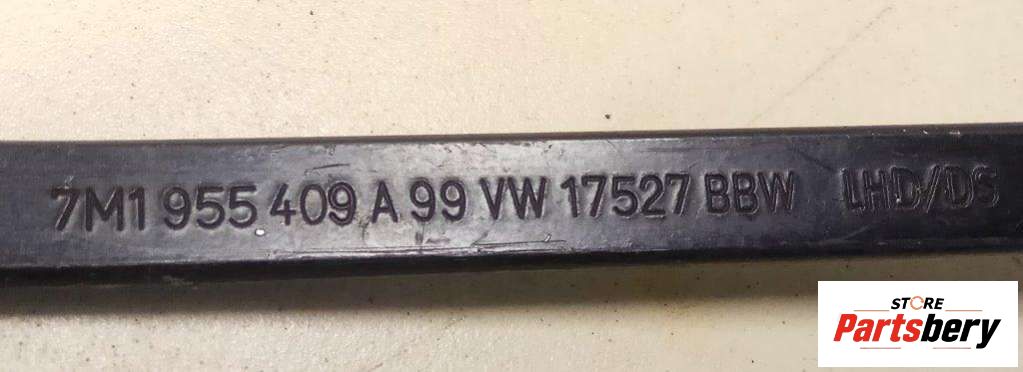 7M1 955 409 A 99 VW 17527 BBW LHD/DS
STORE
Partsbery